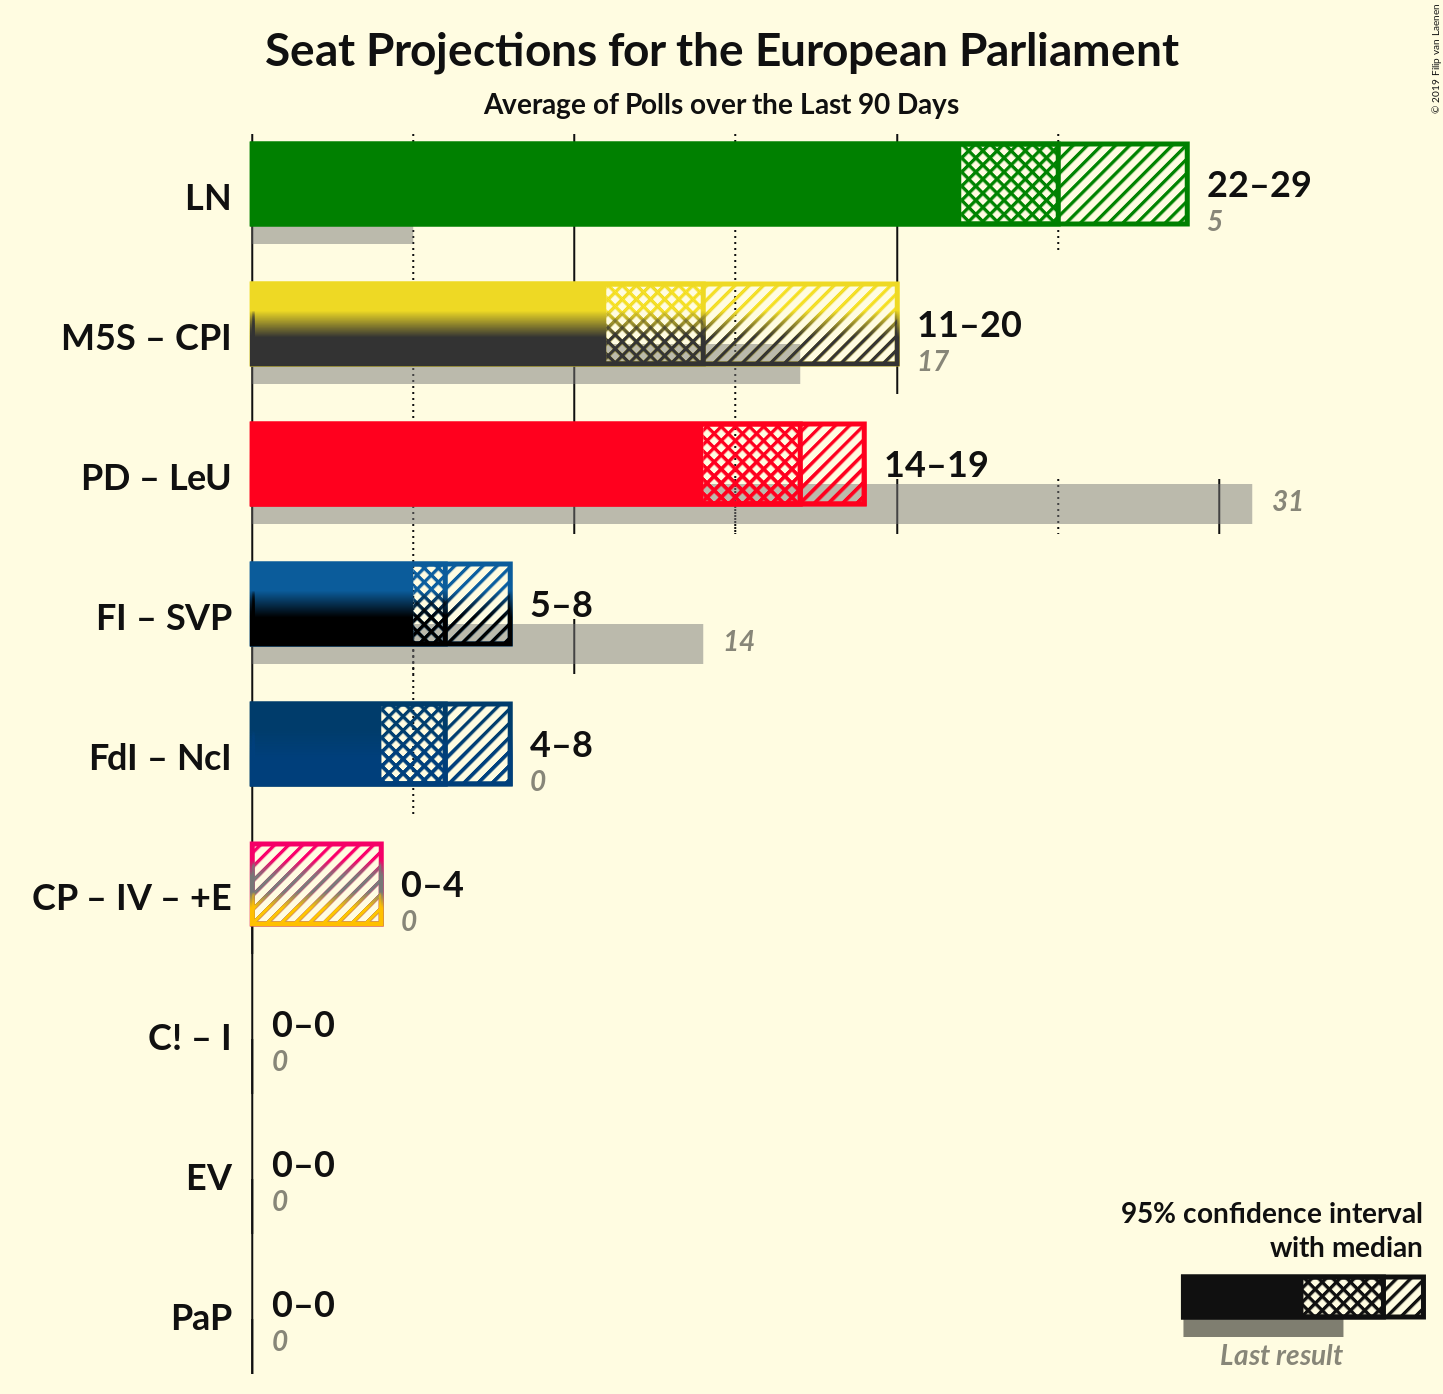 Seat Projections for the European Parliament
Average of Polls over the Last 90 Days
© 2019 Filip van Laenen
LN
22–29
5
M5S – CPI
11–20
17
PD – LeU
14–19
31
FI – SVP
5–8
14
FdI – NcI
4–8
0
CP – IV – +E
0–4
0
C! – I
0–0
0
EV
0–0
0
PaP
0–0
0
95% confidence interval
with median
Last result